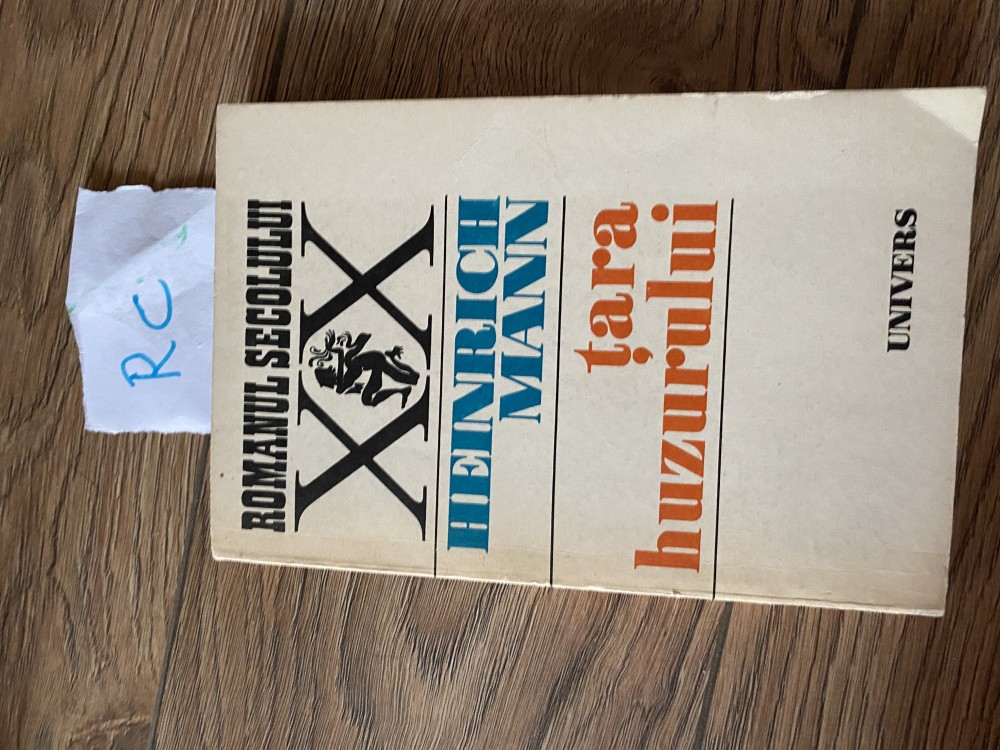 RC
ROMANUL SECOLULUI
XX
HEINRICH
MANN
țara
huzurului
UNIVERS